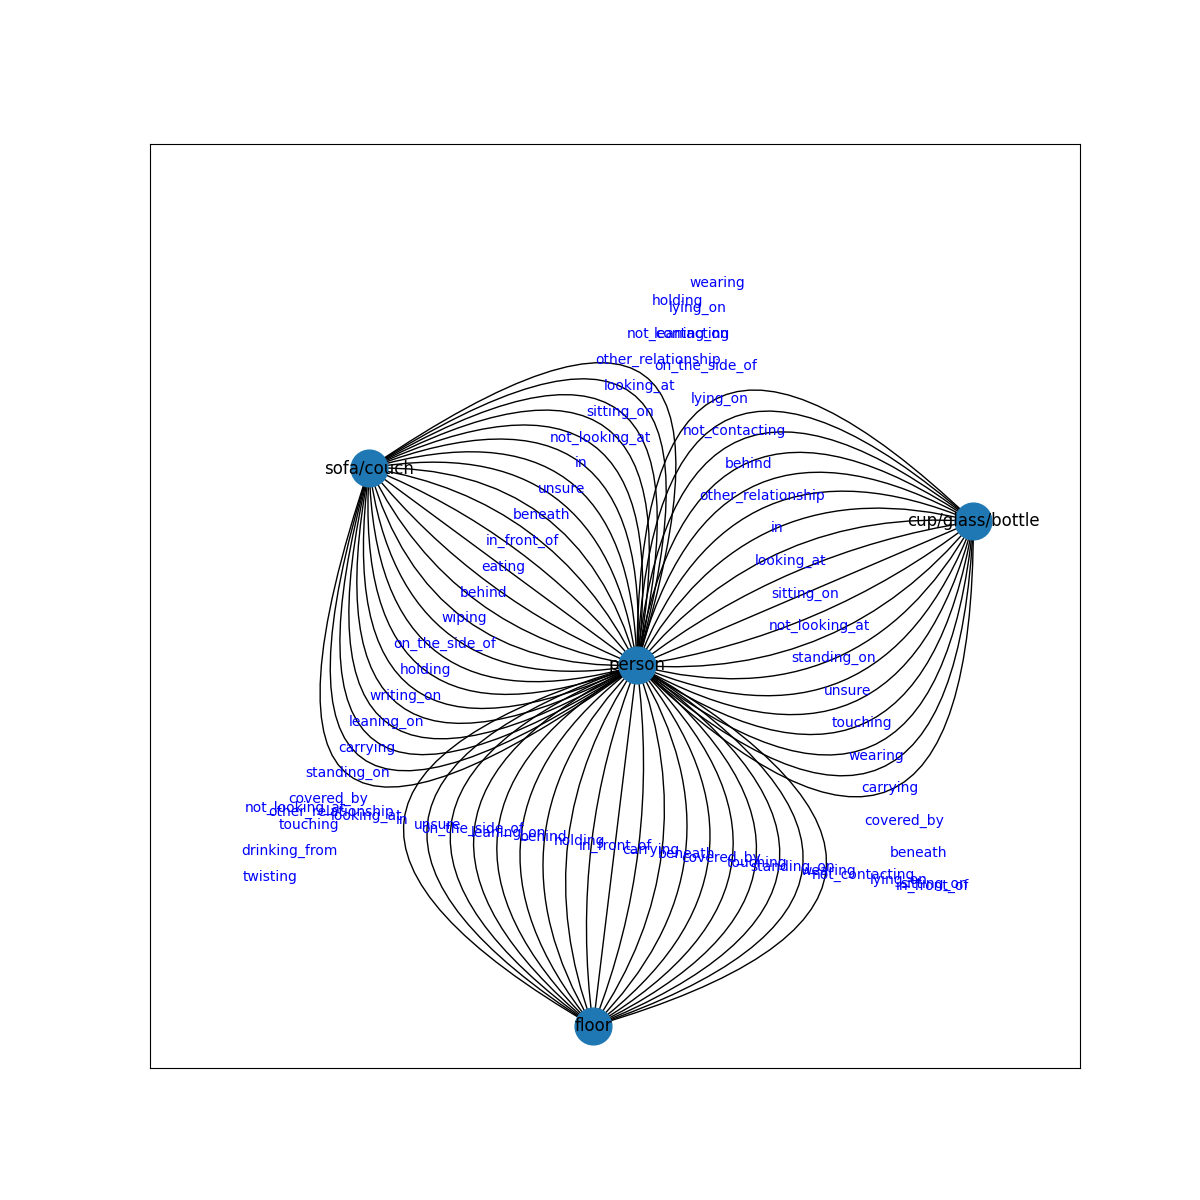 wearing
holding
lying_on
not_contacting
leaning_on
other_relationship
on_the_side_of
looking_at
lying_on
sitting_on
not_contacting
not_looking_at
behind
in
sofa/couch
unsure
other_relationship
beneath
in
cup/glass/bottle
in_front_of
looking_at
eating
behind
sitting_on
wiping
not_looking_at
on_the_side_of
standing_on
person
holding
unsure
writing_on
leaning_on
touching
carrying
wearing
standing_on
carrying
covered_by
not_looking_at
other_relationship
looking_at
in
touching
unsure
on_the_side_of
leaning_on
behind
holding
in_front_of
carrying
beneath
covered_by
touching
standing_on
wearing
not_contacting
lying_on
sitting_on
in_front_of
covered_by
drinking_from
beneath
twisting
floor